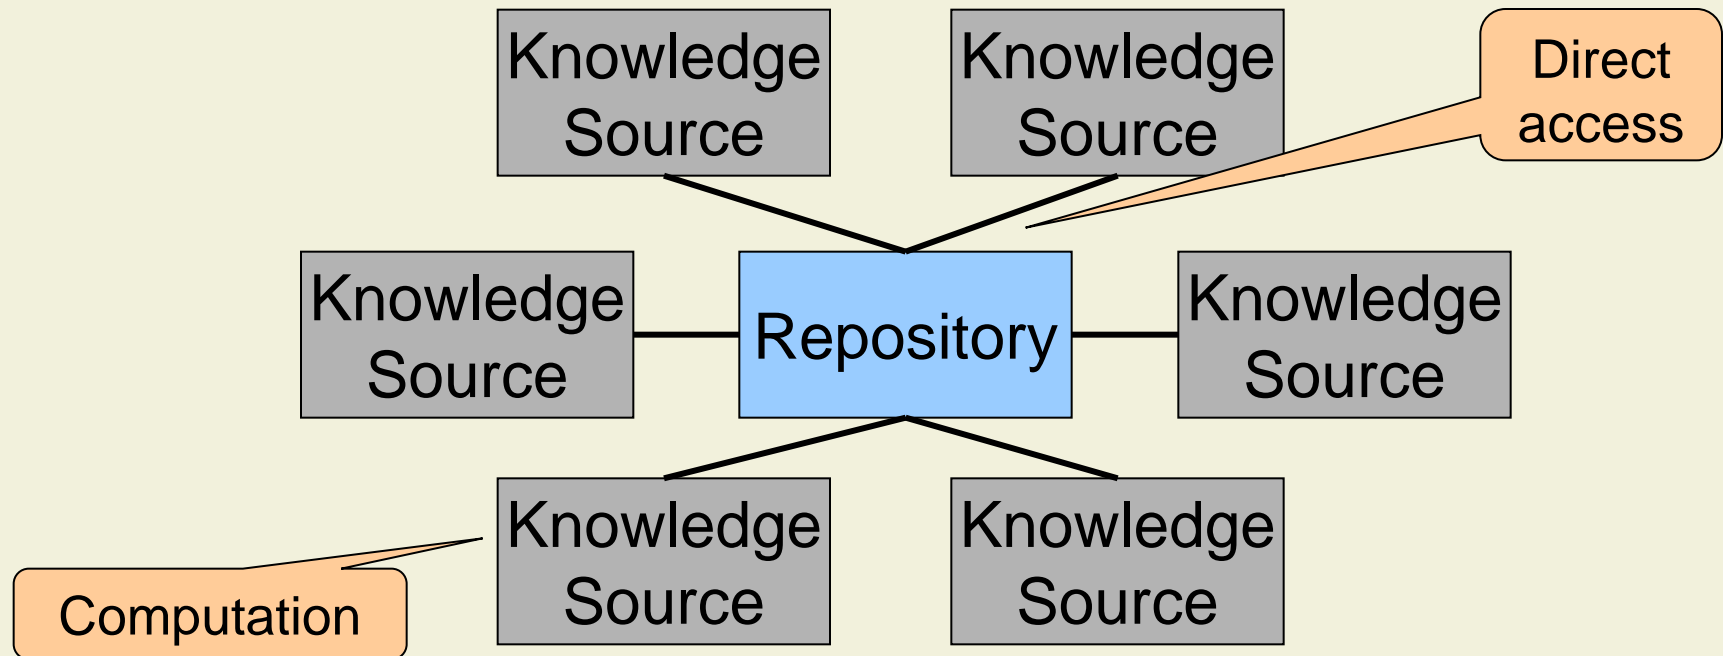 Knowledge
Source
Knowledge
Source
Direct
access
Knowledge
Source
Repository
Knowledge
Source
Knowledge
Source
Knowledge
Source
Computation